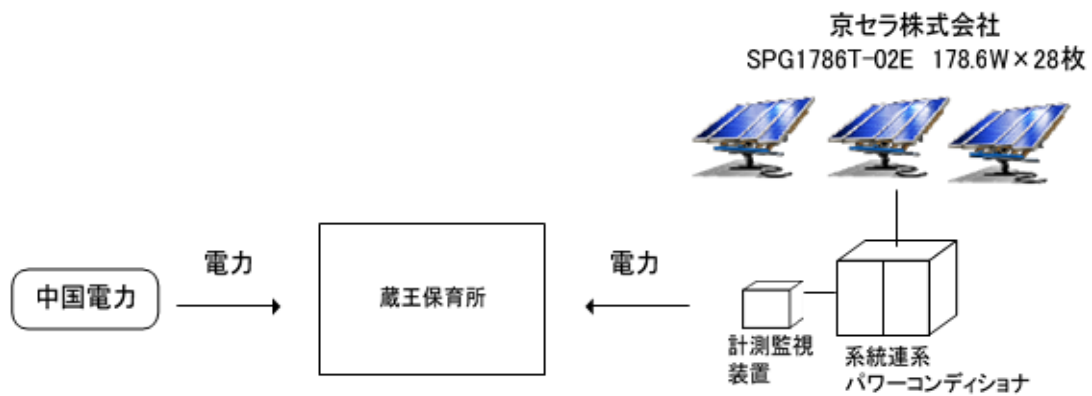 京セラ株式会社
SPG1786T-02E 178.6W×28枚
電力
電力
中国電力
蔵王保育所
計測監視
装置
系統連系
パワーコンディショナ